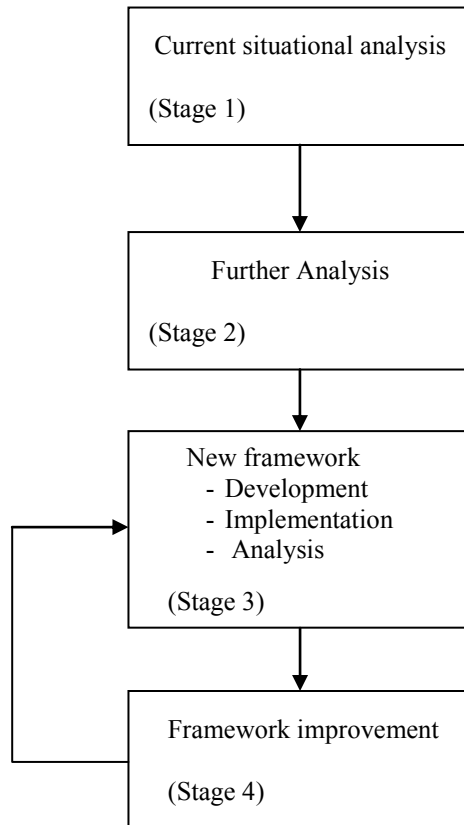 Current situational analysis
(Stage 1)
Further Analysis
(Stage 2)
New framework
- Development
- Implementation
- Analysis
(Stage 3)
Framework improvement
(Stage 4)